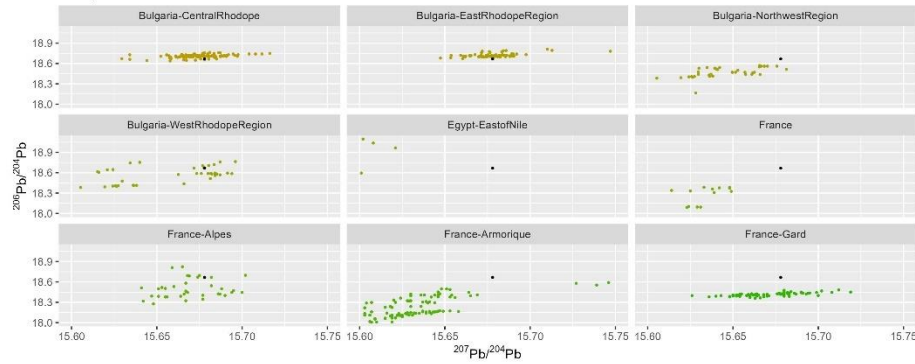 Bulgaria-CentralRhodope
Bulgaria-EastRhodopeRegion
Bulgaria-NorthwestRegion
18.9
18.6
18.3
18.0
Bulgaria-WestRhodopeRegion
Egypt-EastofNile
France
18.9
18.6
18.3
18.0
²⁰⁶Pb/²⁰⁴Pb
France-Alpes
France-Armorique
France-Gard
18.9
18.6
18.3
18.0
15.60 15.65 15.70 15.75 15.60 15.65 15.70 15.75 15.60 15.65 15.70 15.75
²⁰⁷Pb/²⁰⁴Pb